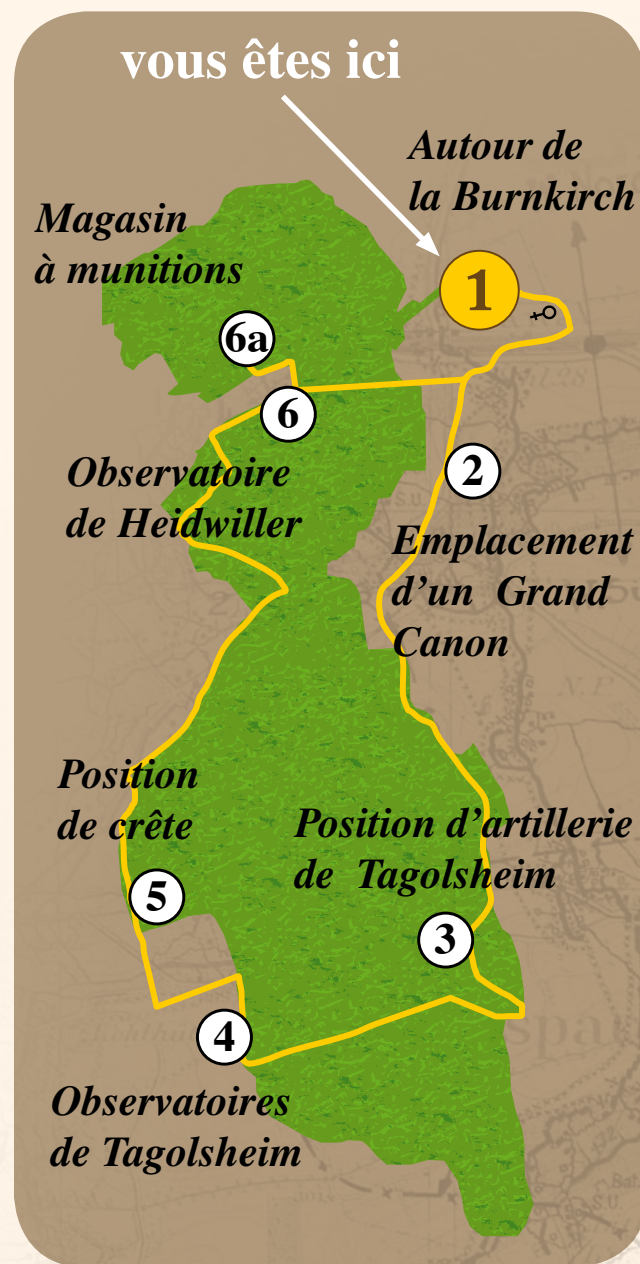 vous êtes ici
Autour de
la Burnkirch
Magasin
à munitions
1
6a
6
2
Observatoire
de Heidwiller
Emplacement
d'un Grand
Canon
Position
de crête
Position d'artillerie
de Tagolsheim
5
3
4
Observatoires
de Tagolsheim